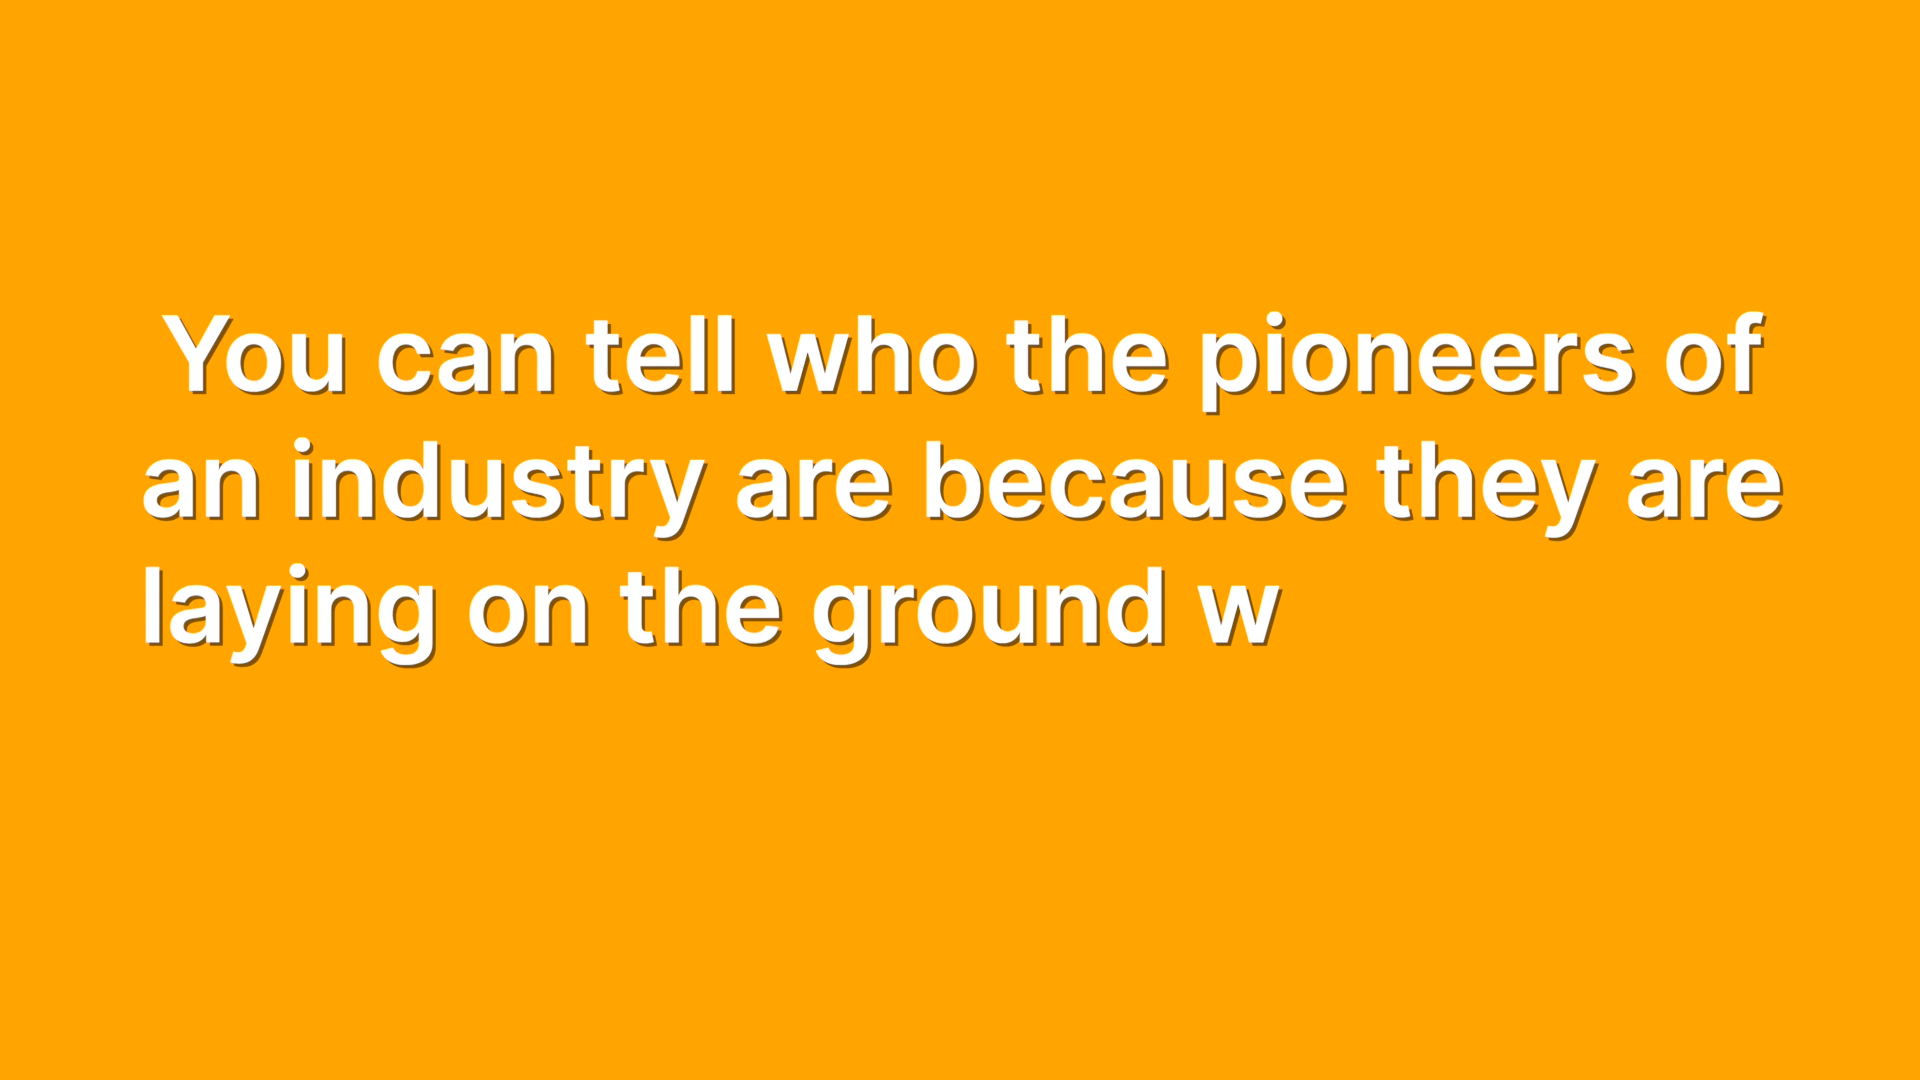 You can tell who the pioneers of
an industry are because they are
laying on the ground w